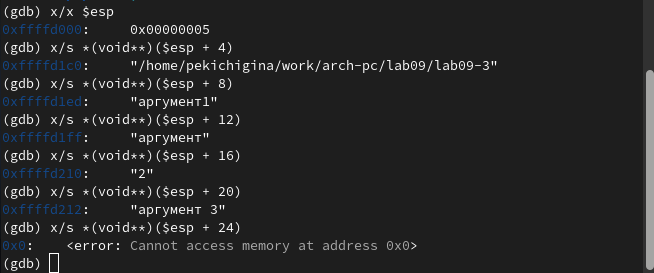 (gdb) x/x $esp
0xffffd000:     0x00000005
(gdb) x/s *(void**)($esp + 4)
0xffffd1c0:     "/home/pekichigina/work/arch-pc/lab09/lab09-3"
(gdb) x/s *(void**)($esp + 8)
0xffffd1ed:     "аргумент1"
(gdb) x/s *(void**)($esp + 12)
0xffffd1ff:     "аргумент"
(gdb) x/s *(void**)($esp + 16)
0xffffd210:     "2"
(gdb) x/s *(void**)($esp + 20)
0xffffd212:     "аргумент 3"
(gdb) x/s *(void**)($esp + 24)
0x0:    <error: Cannot access memory at address 0x0>
(gdb)